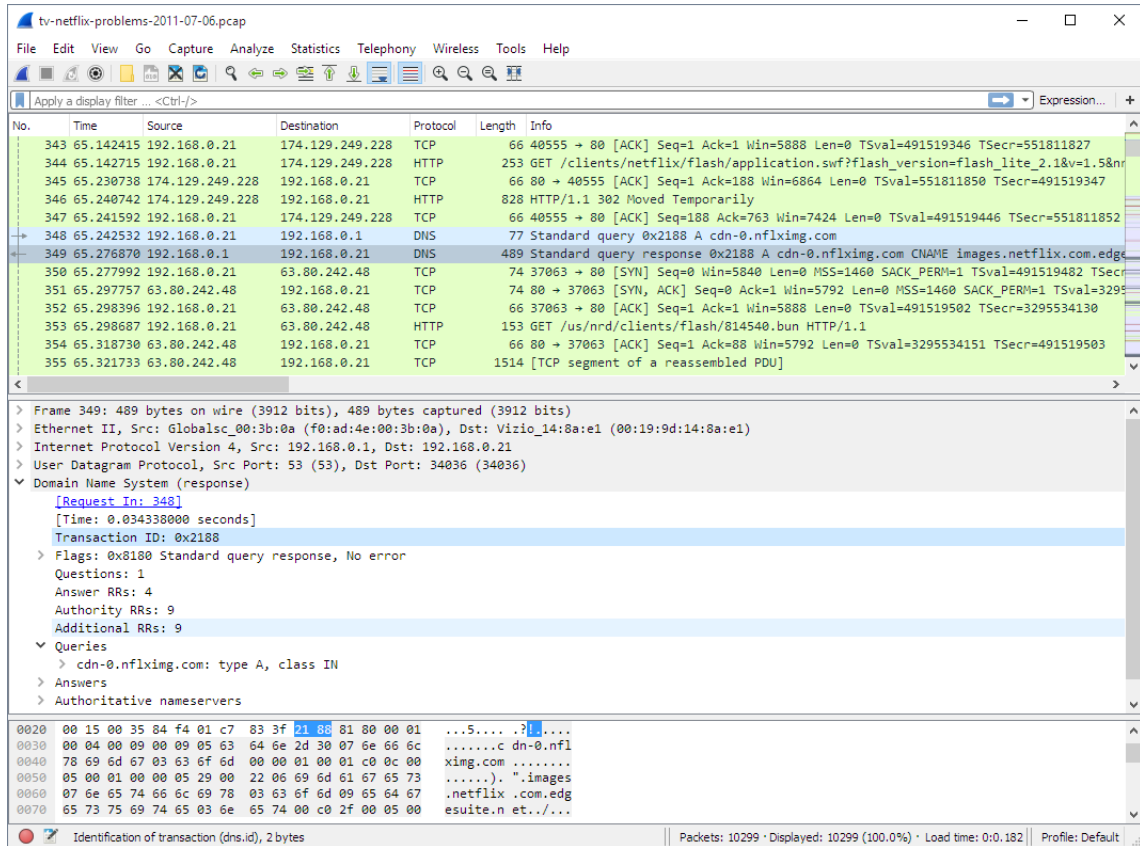 tv-netflix-problems-2011-07-06.pcap
File Edit View Go Capture Analyze Statistics Telephony Wireless Tools Help
Apply a display filter ... <Ctrl-/> Expression... +
No. Time Source Destination Protocol Length Info
343 65.142415 192.168.0.21 174.129.249.228 TCP 66 40555 → 80 [ACK] Seq=1 Ack=1 Win=5888 Len=0 TSval=491519346 TSecr=551811827
344 65.142715 192.168.0.21 174.129.249.228 HTTP 253 GET /clients/netflix/flash/application.swf?flash_version=flash_lite_2.1&v=1.5&nr
345 65.230738 174.129.249.228 192.168.0.21 TCP 66 80 → 40555 [ACK] Seq=1 Ack=188 Win=6864 Len=0 TSval=551811850 TSecr=491519347
346 65.240742 174.129.249.228 192.168.0.21 HTTP 828 HTTP/1.1 302 Moved Temporarily
347 65.241592 192.168.0.21 174.129.249.228 TCP 66 40555 → 80 [ACK] Seq=188 Ack=763 Win=7424 Len=0 TSval=491519446 TSecr=551811852
348 65.242532 192.168.0.21 192.168.0.1 DNS 77 Standard query 0x2188 A cdn-0.nflximg.com
349 65.276870 192.168.0.1 192.168.0.21 DNS 489 Standard query response 0x2188 A cdn-0.nflximg.com CNAME images.netflix.com.edge
350 65.277992 192.168.0.21 63.80.242.48 TCP 74 37063 → 80 [SYN] Seq=0 Win=5840 Len=0 MSS=1460 SACK_PERM=1 TSval=491519482 TSecr
351 65.297757 63.80.242.48 192.168.0.21 TCP 74 80 → 37063 [SYN, ACK] Seq=0 Ack=1 Win=5792 Len=0 MSS=1460 SACK_PERM=1 TSval=3295
352 65.298396 192.168.0.21 63.80.242.48 TCP 66 37063 → 80 [ACK] Seq=1 Ack=1 Win=5888 Len=0 TSval=491519502 TSecr=3295534130
353 65.298687 192.168.0.21 63.80.242.48 HTTP 153 GET /us/nrd/clients/flash/814540.bun HTTP/1.1
354 65.318730 63.80.242.48 192.168.0.21 TCP 66 80 → 37063 [ACK] Seq=1 Ack=88 Win=5792 Len=0 TSval=3295534151 TSecr=491519503
355 65.321733 63.80.242.48 192.168.0.21 TCP 1514 [TCP segment of a reassembled PDU]
Frame 349: 489 bytes on wire (3912 bits), 489 bytes captured (3912 bits)
Ethernet II, Src: Globalsc_00:3b:0a (f0:ad:4e:00:3b:0a), Dst: Vizio_14:8a:e1 (00:19:9d:14:8a:e1)
Internet Protocol Version 4, Src: 192.168.0.1, Dst: 192.168.0.21
User Datagram Protocol, Src Port: 53 (53), Dst Port: 34036 (34036)
Domain Name System (response)
[Request In: 348]
[Time: 0.034338000 seconds]
Transaction ID: 0x2188
Flags: 0x8180 Standard query response, No error
Questions: 1
Answer RRs: 4
Authority RRs: 9
Additional RRs: 9
Queries
cdn-0.nflximg.com: type A, class IN
Answers
Authoritative nameservers
0020 00 15 00 35 84 f4 01 c7 83 3f 21 88 81 80 00 01 ...5.... .?!.....
0030 00 04 00 09 00 09 05 63 64 6e 2d 30 07 6e 66 6c .......c dn-0.nfl
0040 78 69 6d 67 03 63 6f 6d 00 00 01 00 01 c0 0c 00 ximg.com ........
0050 05 00 01 00 00 05 29 00 22 06 69 6d 61 67 65 73 ......). ".images
0060 07 6e 65 74 66 6c 69 78 03 63 6f 6d 09 65 64 67 .netflix .com.edg
0070 65 73 75 69 74 65 03 6e 65 74 00 c0 2f 00 05 00 esuite.n et../...
Identification of transaction (dns.id), 2 bytes Packets: 10299 · Displayed: 10299 (100.0%) · Load time: 0:0.182 Profile: Default